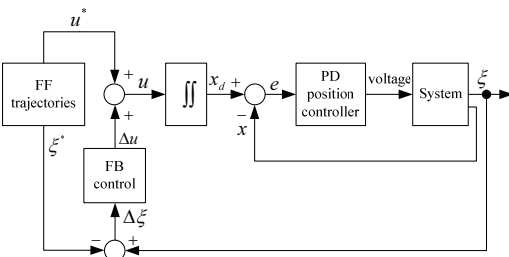 u*
FF
trajectories
ξ*
+
+
u
Δu
FB
control
Δξ
−
+
∬
x_d
+
−
x
e
PD
position
controller
voltage
System
ξ